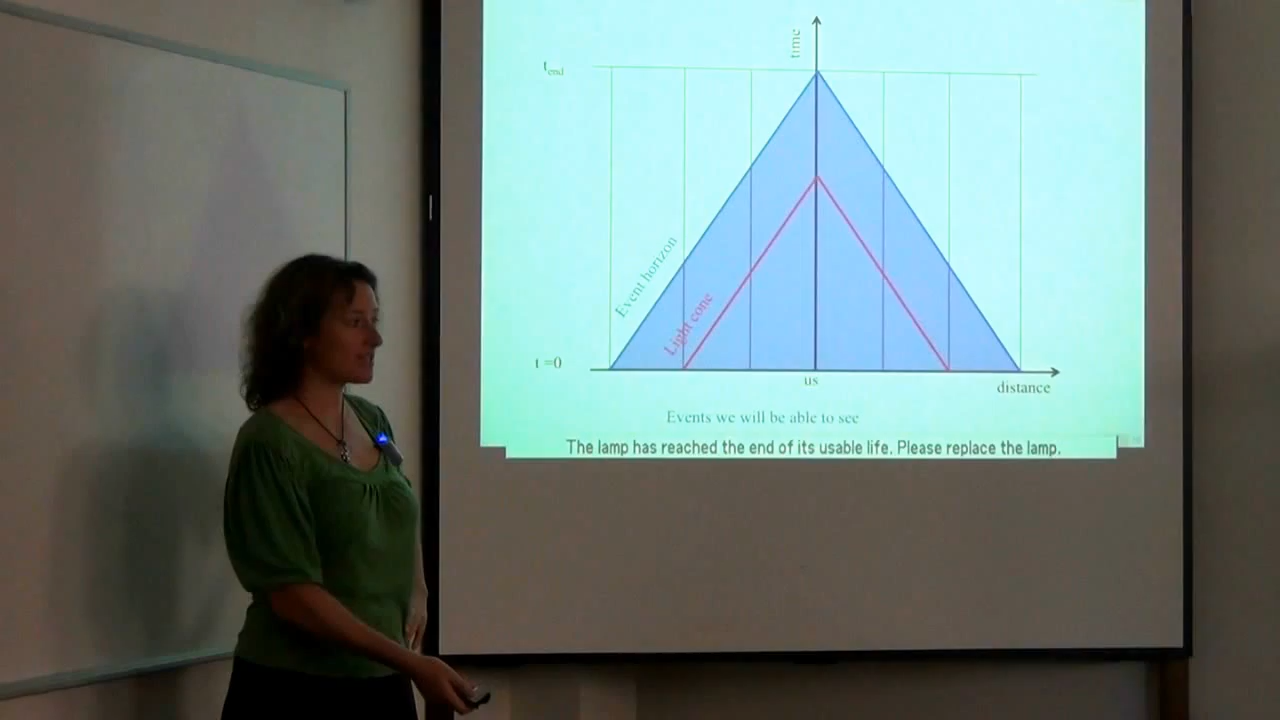 time
t_end
Event horizon
Light cone
t =0
us
distance
Events we will be able to see
The lamp has reached the end of its usable life. Please replace the lamp.